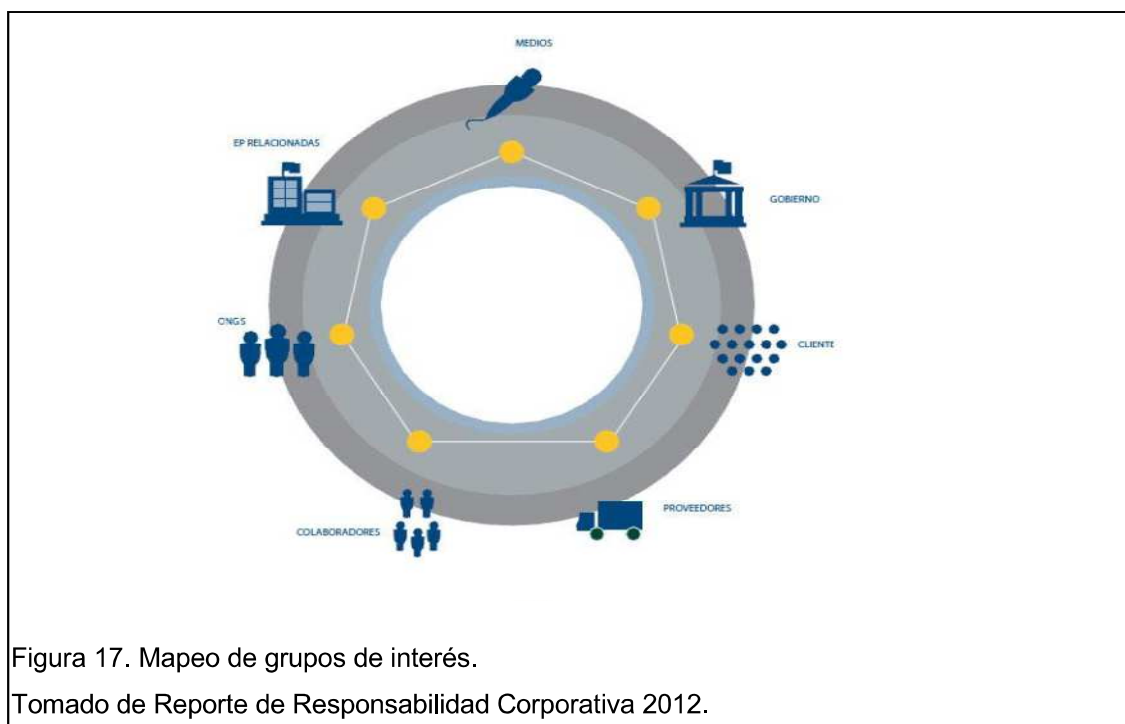 MEDIOS
EP RELACIONADAS
GOBIERNO
ONGS
CLIENTE
PROVEEDORES
COLABORADORES
Figura 17. Mapeo de grupos de interés.
Tomado de Reporte de Responsabilidad Corporativa 2012.